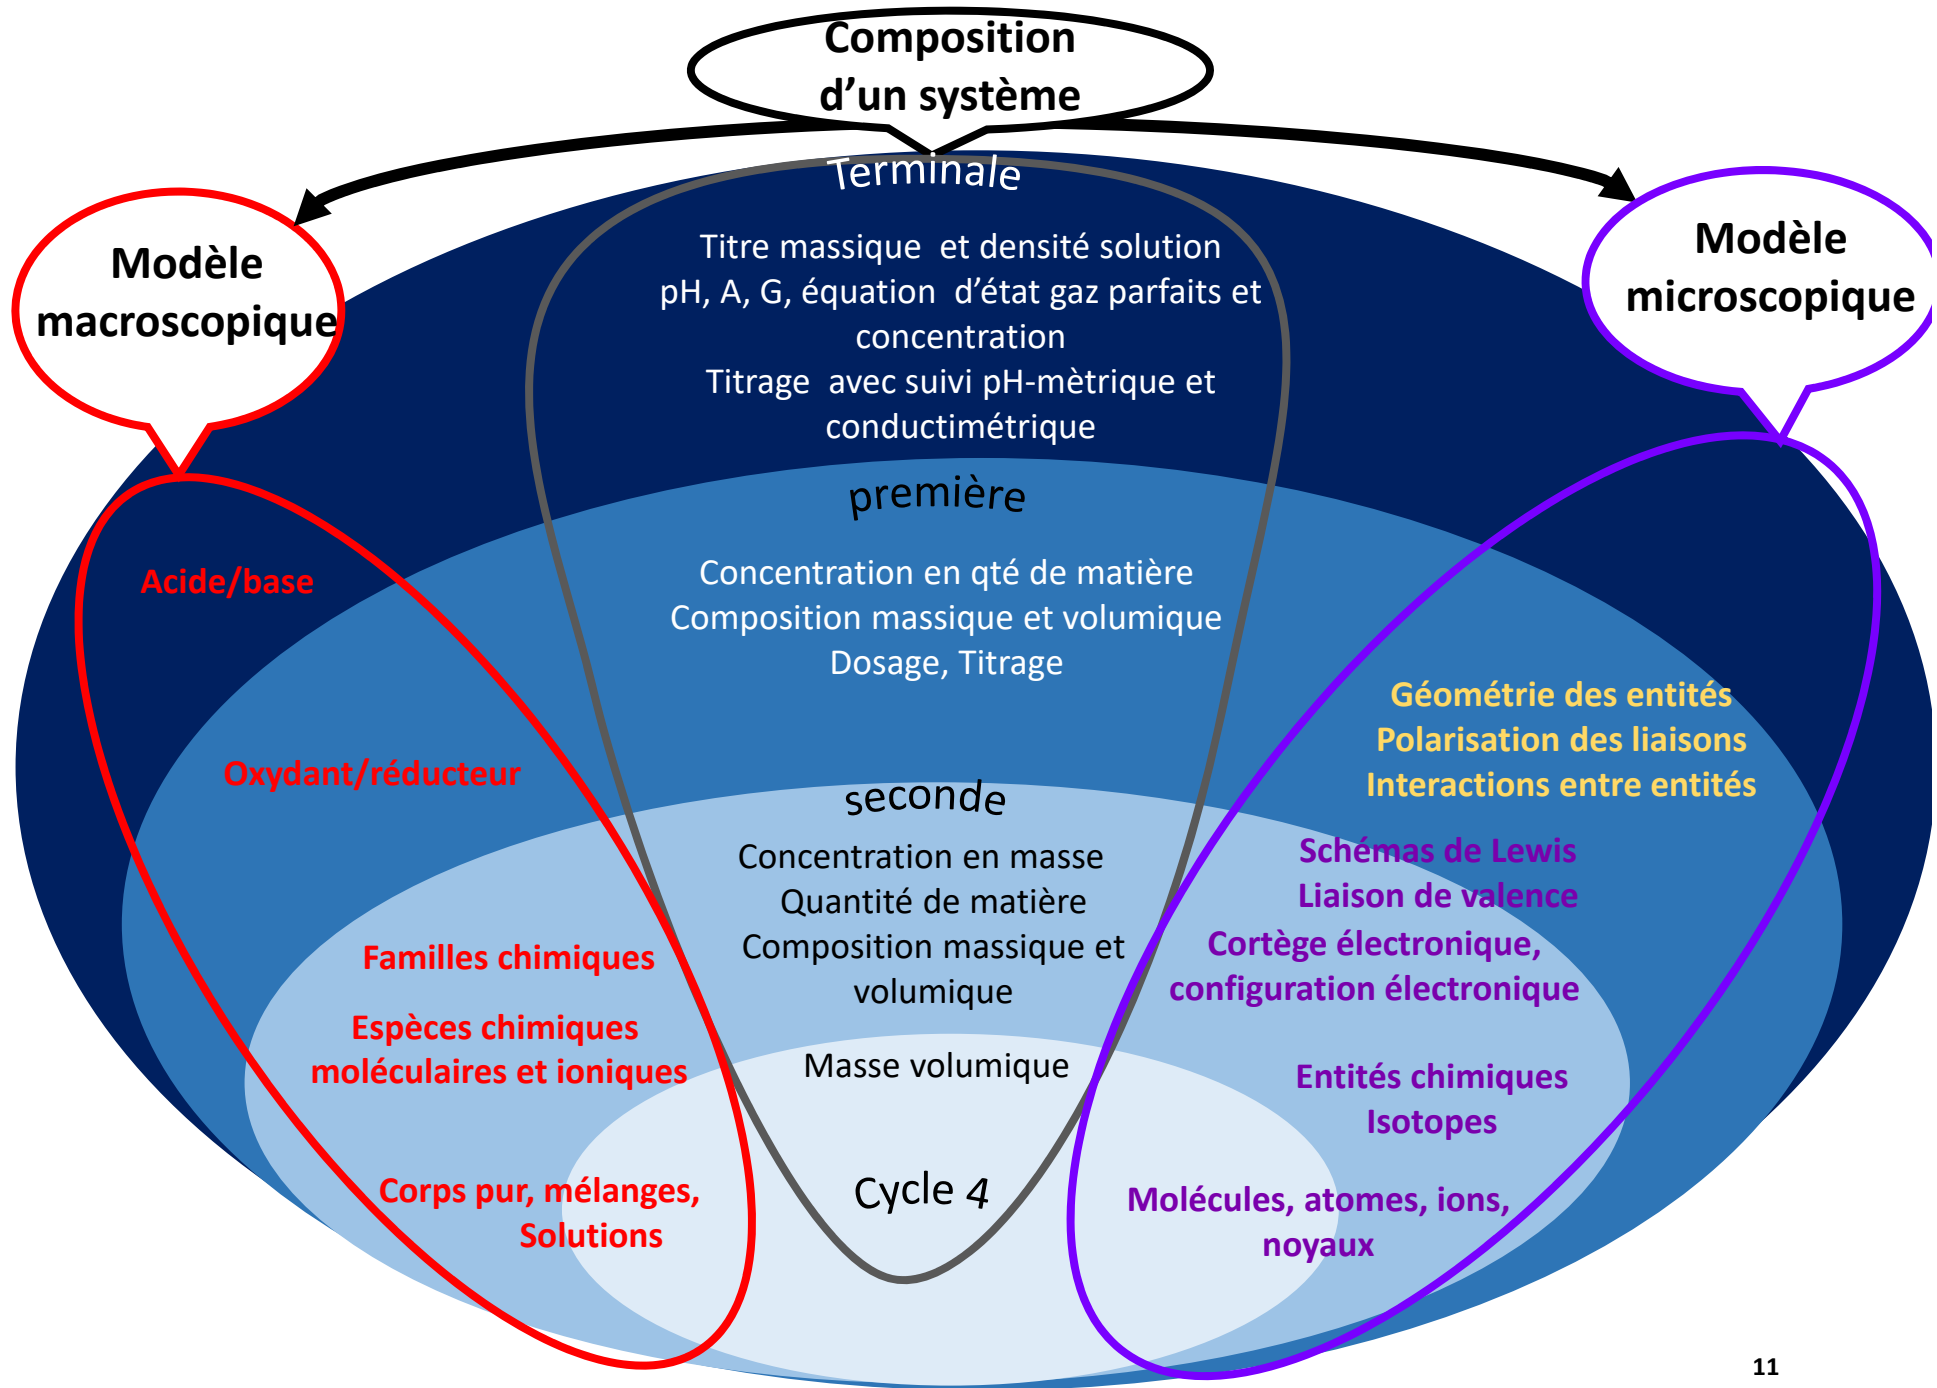 Composition
d'un système
Modèle
macroscopique
Modèle
microscopique
Terminale
Titre massique et densité solution
pH, A, G, équation d'état gaz parfaits et
concentration
Titrage avec suivi pH-mètrique et
conductimétrique
première
Concentration en qté de matière
Composition massique et volumique
Dosage, Titrage
seconde
Concentration en masse
Quantité de matière
Composition massique et
volumique
Masse volumique
Cycle 4
Acide/base
Oxydant/réducteur
Familles chimiques
Espèces chimiques
moléculaires et ioniques
Corps pur, mélanges,
Solutions
Géométrie des entités
Polarisation des liaisons
Interactions entre entités
Schémas de Lewis
Liaison de valence
Cortège électronique,
configuration électronique
Entités chimiques
Isotopes
Molécules, atomes, ions,
noyaux
11